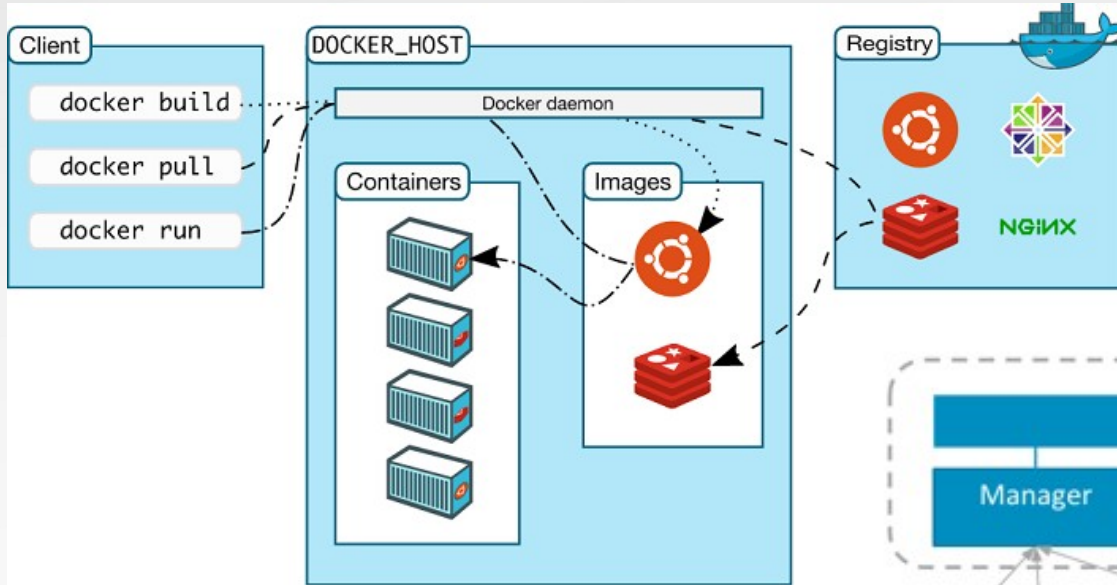 Client
docker build
docker pull
docker run
DOCKER_HOST
Docker daemon
Containers
Images
Registry
NGiNX
Manager